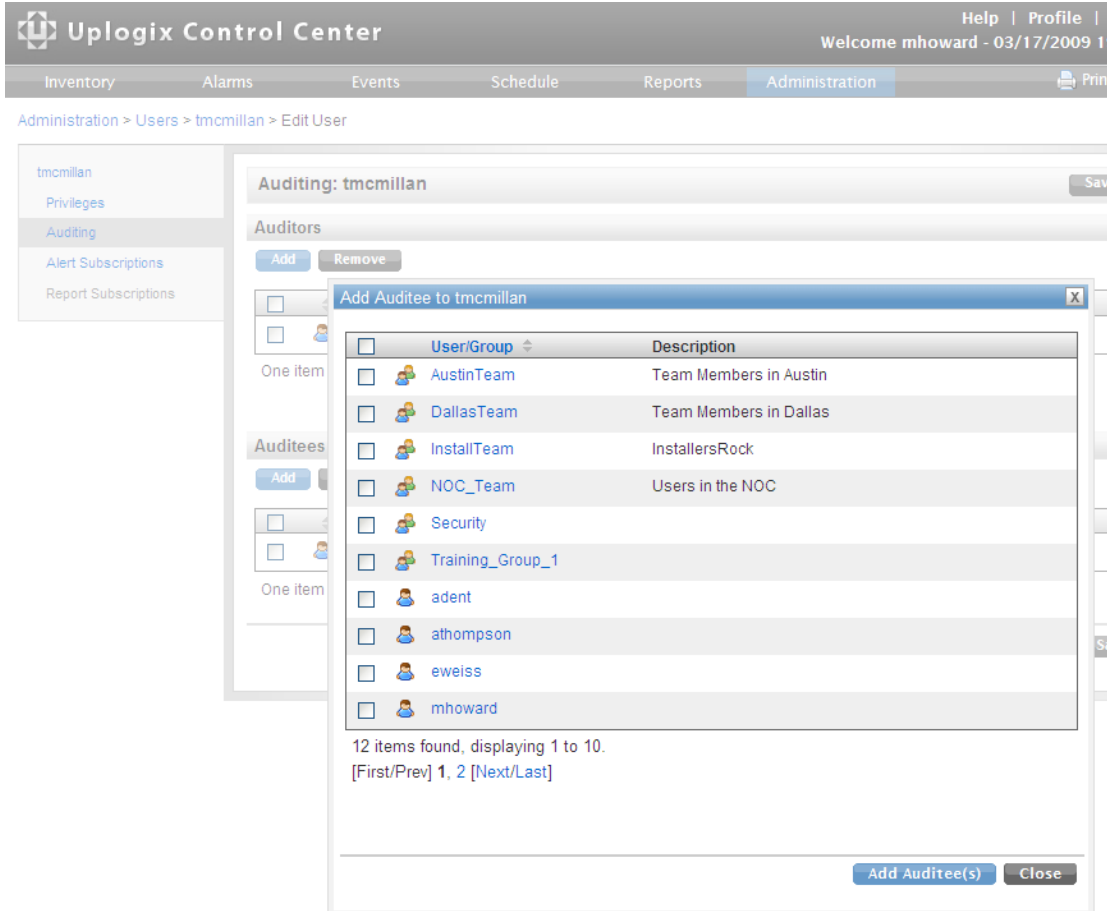 Uplogix Control Center
Help | Profile |
Welcome mhoward - 03/17/2009 1
Inventory Alarms Events Schedule Reports Administration Prin
Administration > Users > tmcmillan > Edit User
tmcmillan
Privileges
Auditing
Alert Subscriptions
Report Subscriptions
Auditing: tmcmillan
Sav
Auditors
Add Remove
One item
Auditees
Add
One item
Sa
Add Auditee to tmcmillan X
User/Group Description
AustinTeam Team Members in Austin
DallasTeam Team Members in Dallas
InstallTeam InstallersRock
NOC_Team Users in the NOC
Security
Training_Group_1
adent
athompson
eweiss
mhoward
12 items found, displaying 1 to 10.
[First/Prev] 1, 2 [Next/Last]
Add Auditee(s) Close